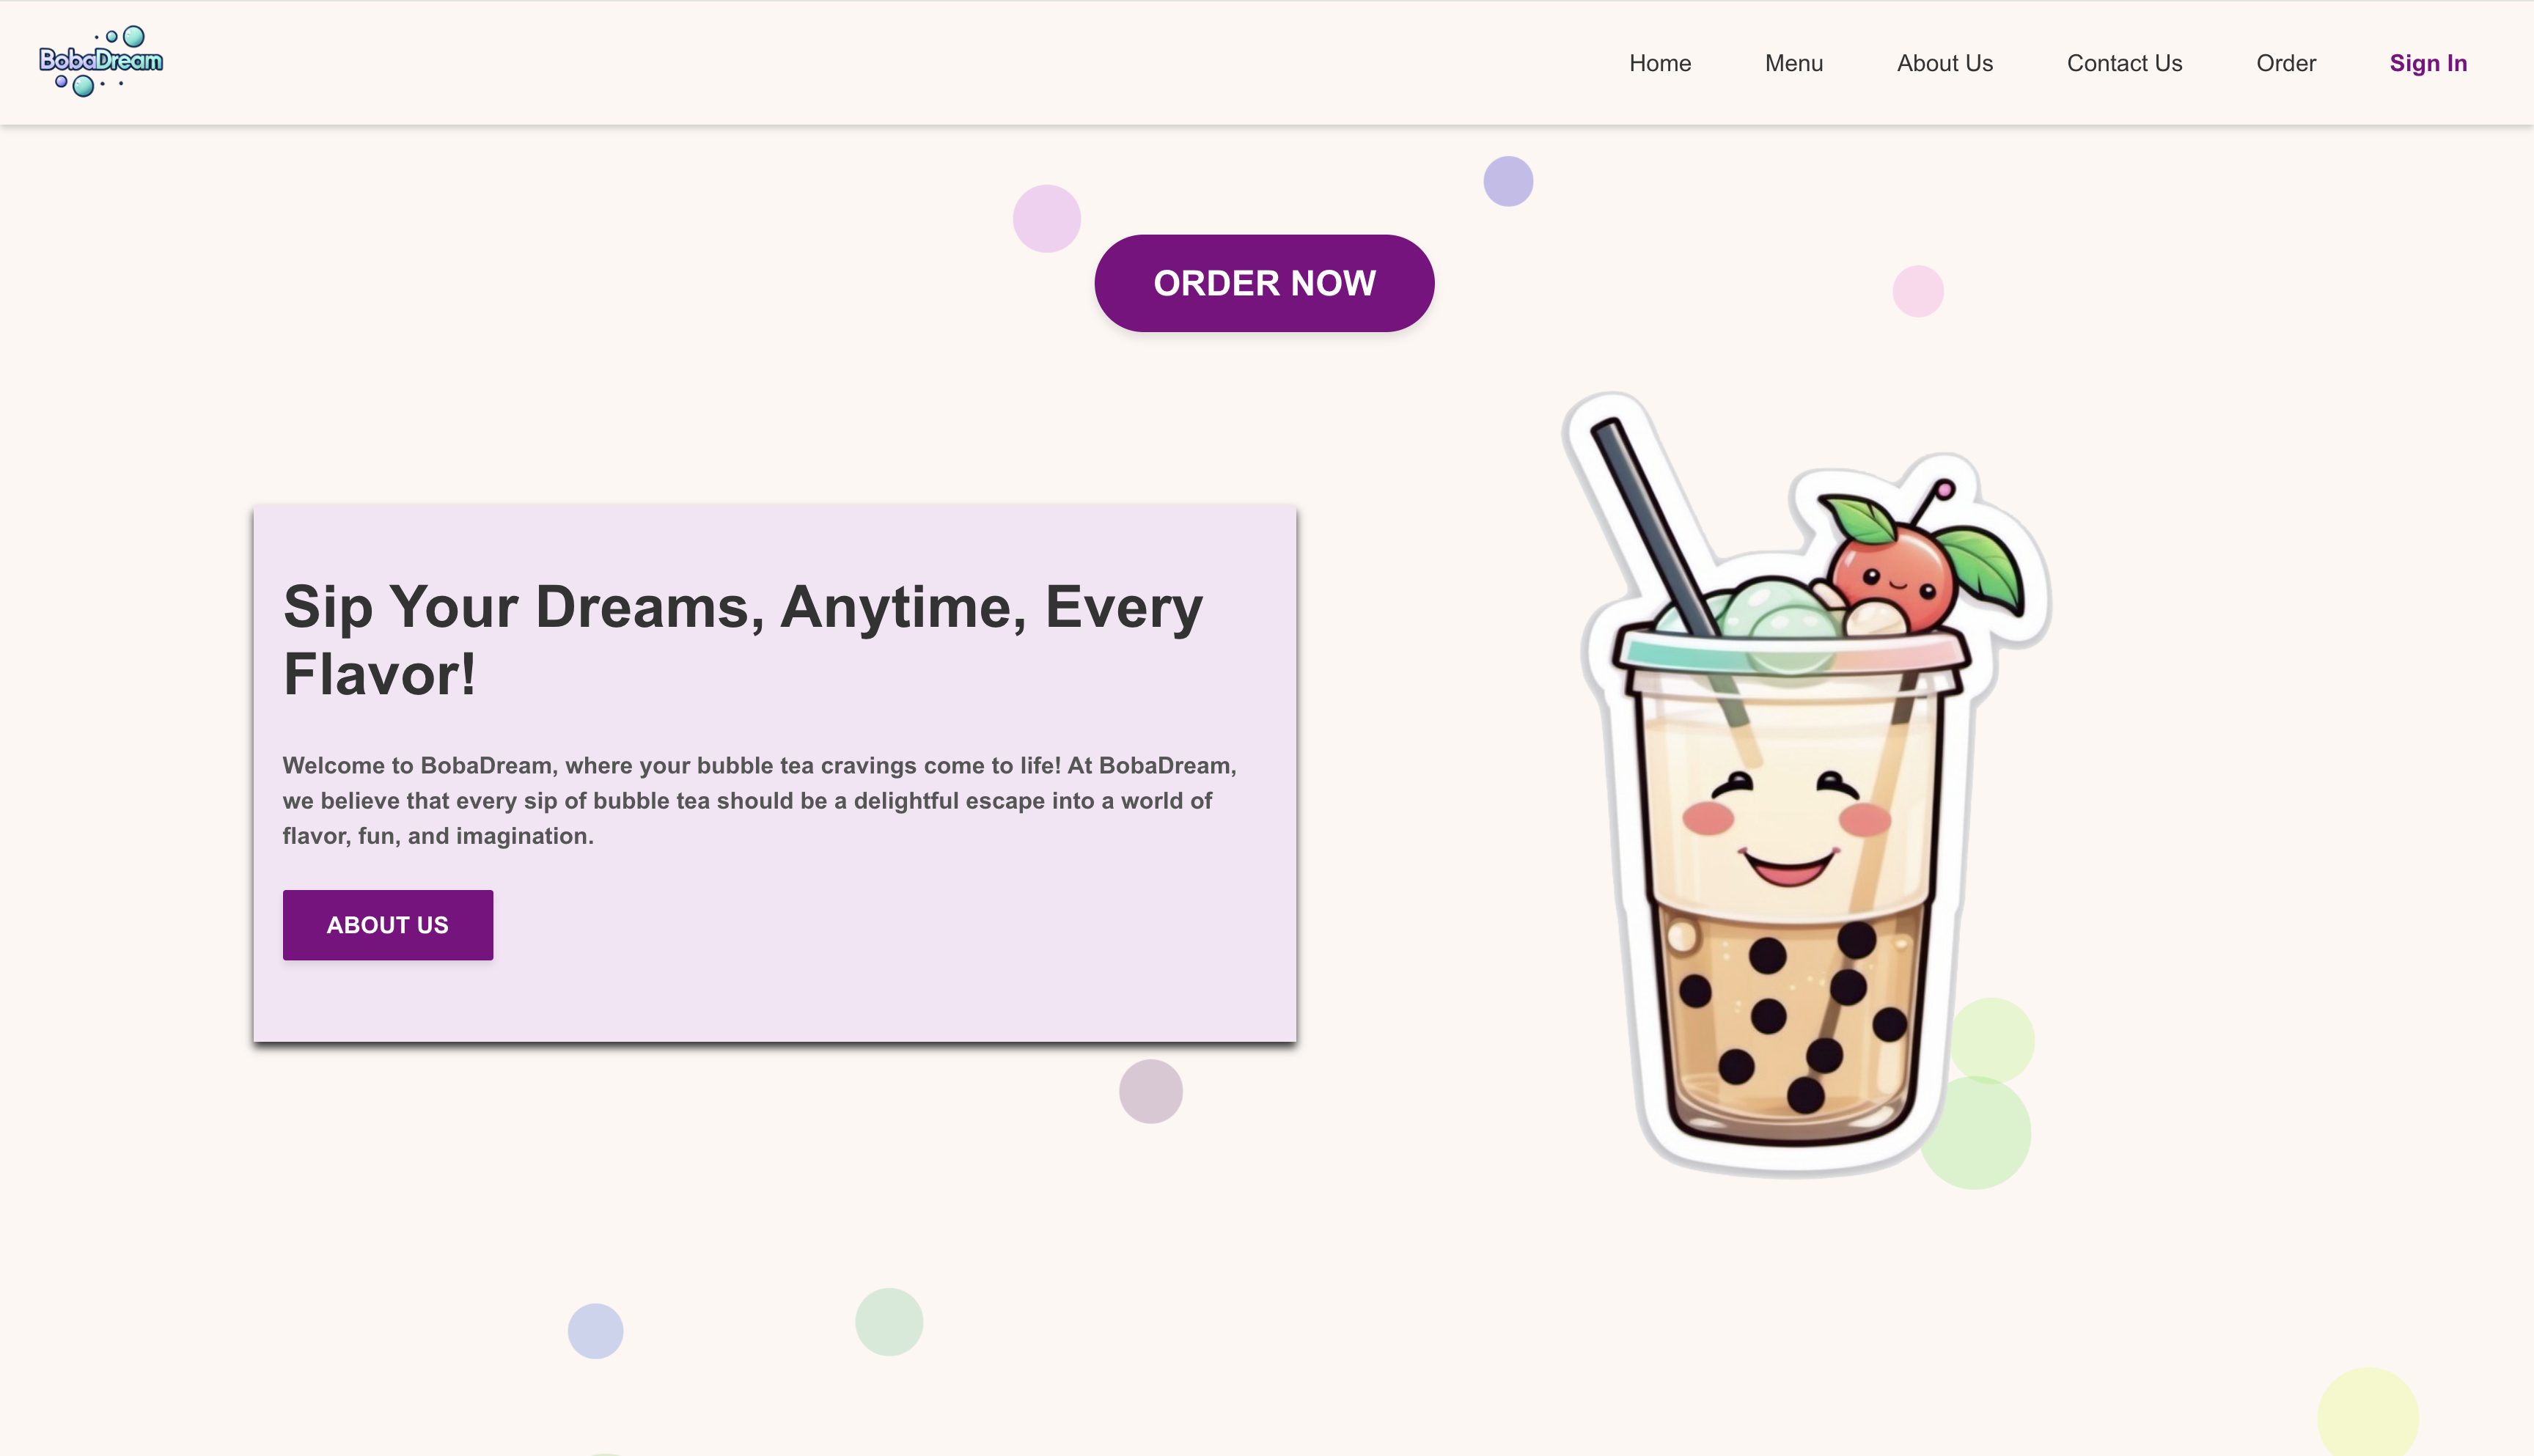 BobaDream
Home Menu About Us Contact Us Order Sign In
ORDER NOW
Sip Your Dreams, Anytime, Every
Flavor!
Welcome to BobaDream, where your bubble tea cravings come to life! At BobaDream,
we believe that every sip of bubble tea should be a delightful escape into a world of
flavor, fun, and imagination.
ABOUT US